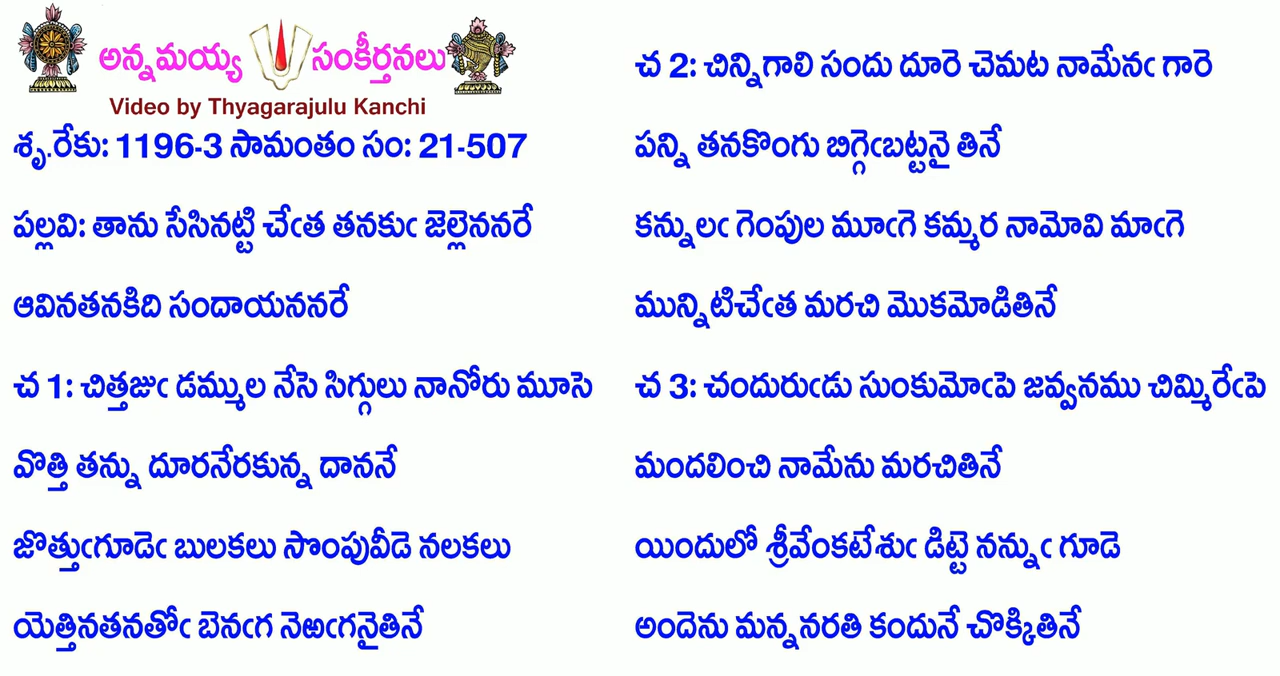 అన్నమయ్య సంకీర్తనలు
Video by Thyagarajulu Kanchi
శృ.రేకు: 1196-3 సామంతం సం: 21-507
పల్లవి: తాను సేసినట్టి చేఁత తనకుఁ జెల్లెననరే
ఆవినతనకిది సందాయననరే
చ 1: చిత్తజుఁ డమ్ముల నేసె సిగ్గులు నానోరు మూసె
వొత్తి తన్ను దూరనేరకున్న దాననే
జొత్తుఁగూడెఁ బులకలు సొంపువీడె నలకలు
యెత్తినతనతోఁ బెనఁగ నెఱఁగనైతినే
చ 2: చిన్నిగాలి సందు దూరె చెమట నామేనఁ గారె
పన్ని తనకొంగు బిగ్గెఁబట్టనై తినే
కన్నులఁ గెంపుల మూఁగె కమ్మర నామోవి మాఁగె
మున్నిటిచేఁత మరచి మొకమోడితినే
చ 3: చందురుఁడు సుంకుమోఁపె జవ్వనము చిమ్మిరేఁపె
మందలించి నామేను మరచితినే
యిందులో శ్రీవేంకటేశుఁ డిట్టె నన్నుఁ గూడె
అందెను మన్ననరతి కందునే చొక్కితినే